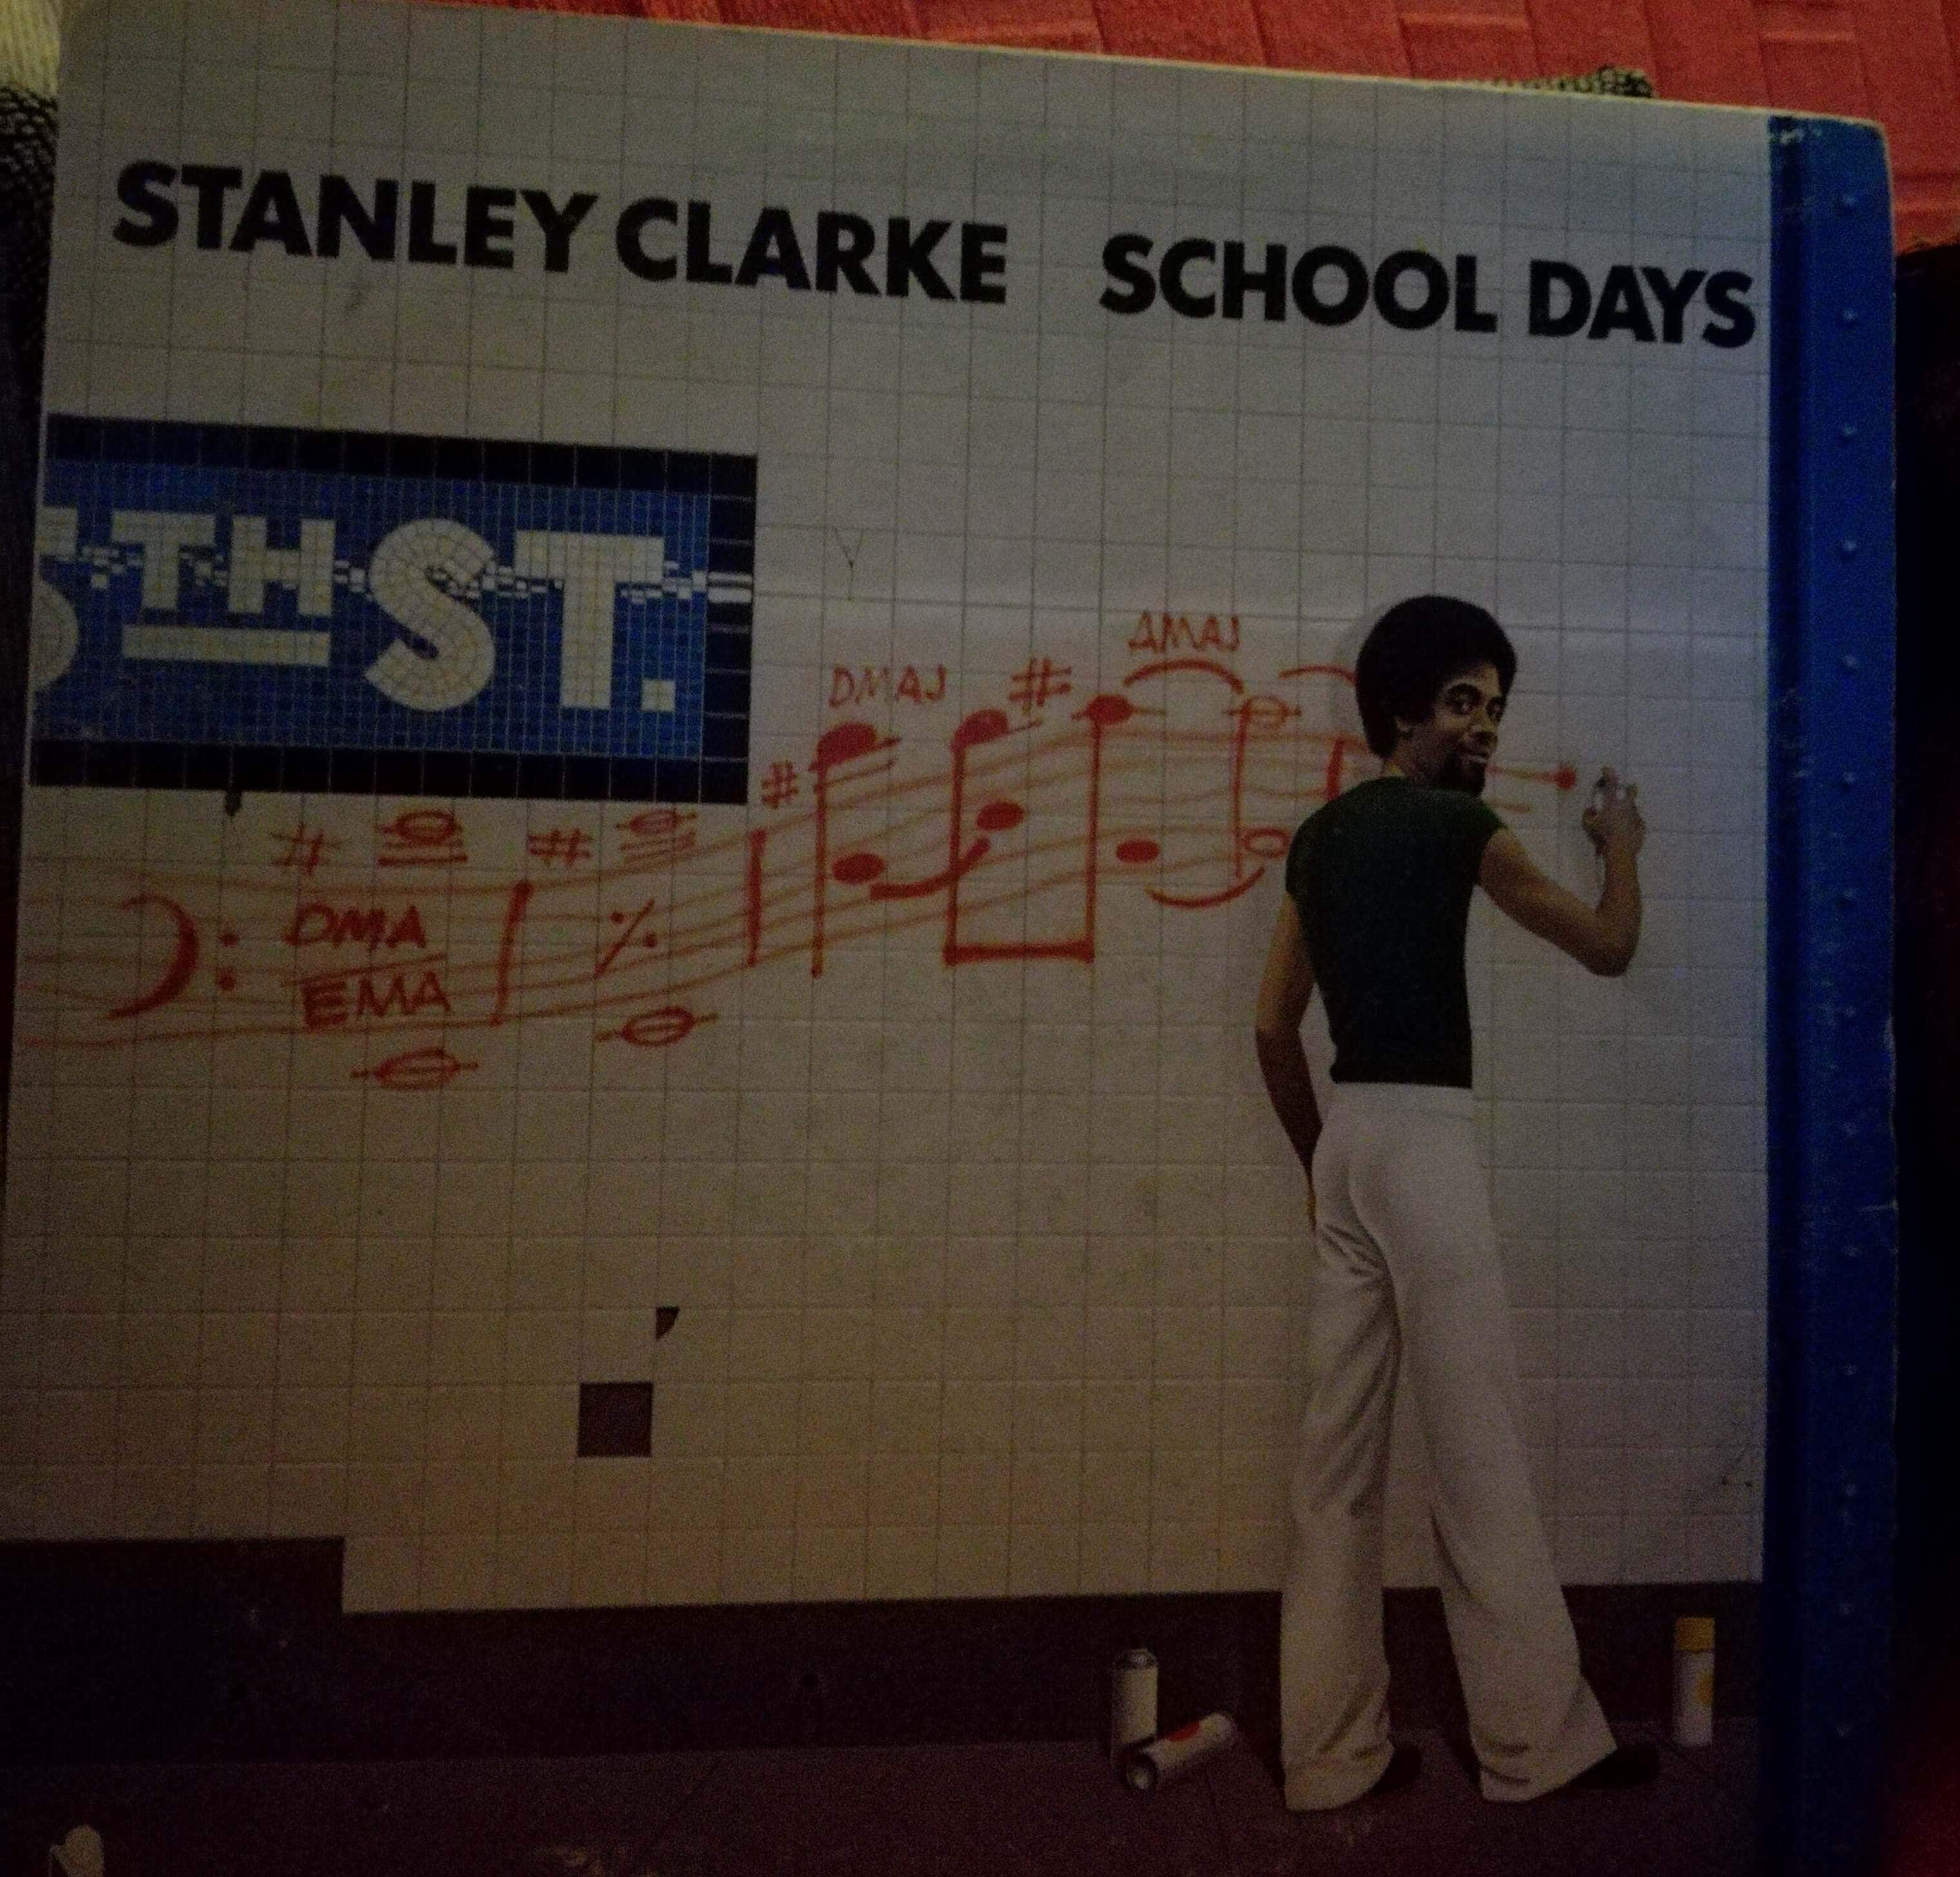 STANLEY CLARKE SCHOOL DAYS
TH ST.
DMAJ
AMAJ
DMA
EMA